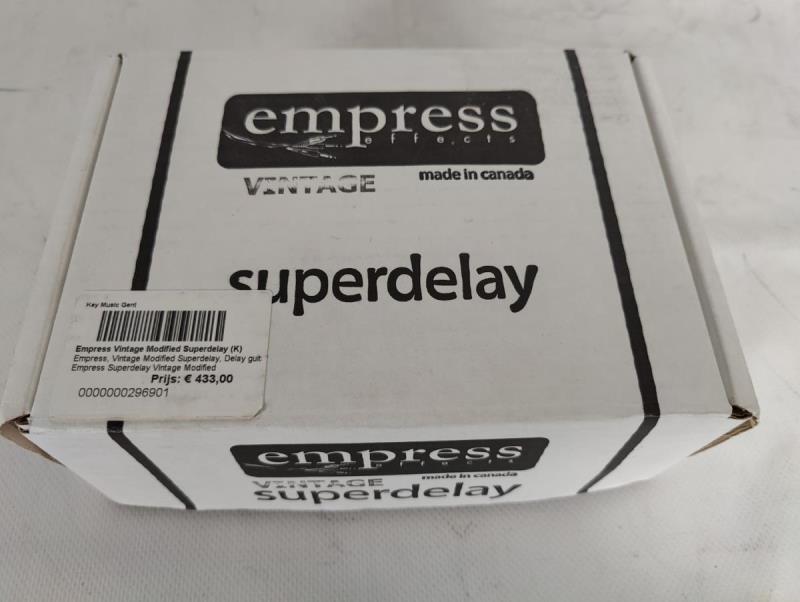 empress
effects
VINTAGE
made in canada
superdelay
Key Music Gent
Empress Vintage Modified Superdelay (K)
Empress, Vintage Modified Superdelay, Delay guit
Empress Superdelay Vintage Modified
Prijs: € 433,00
0000000296901
empress
effects
VINTAGE
made in canada
superdelay